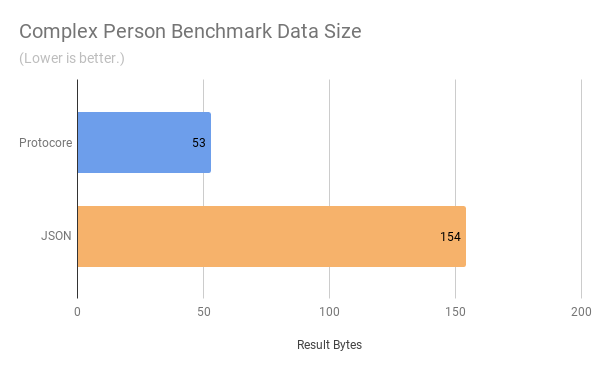 Complex Person Benchmark Data Size
(Lower is better.)
Protocore
53
JSON
154
0 50 100 150 200
Result Bytes